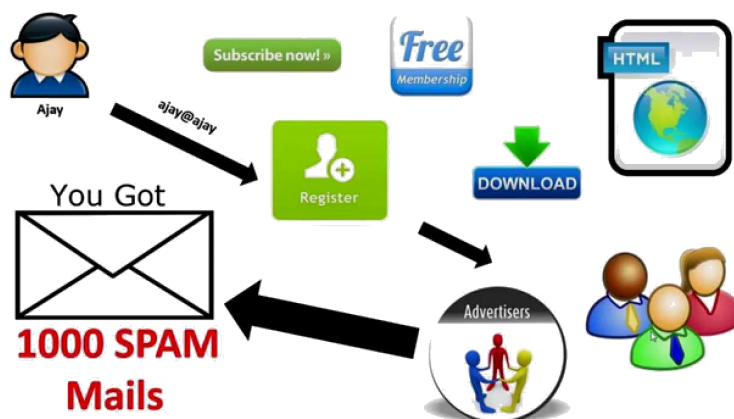 Ajay
ajay@ajay
Subscribe now! »
Free
Membership
HTML
Register
DOWNLOAD
You Got
1000 SPAM
Mails
Advertisers